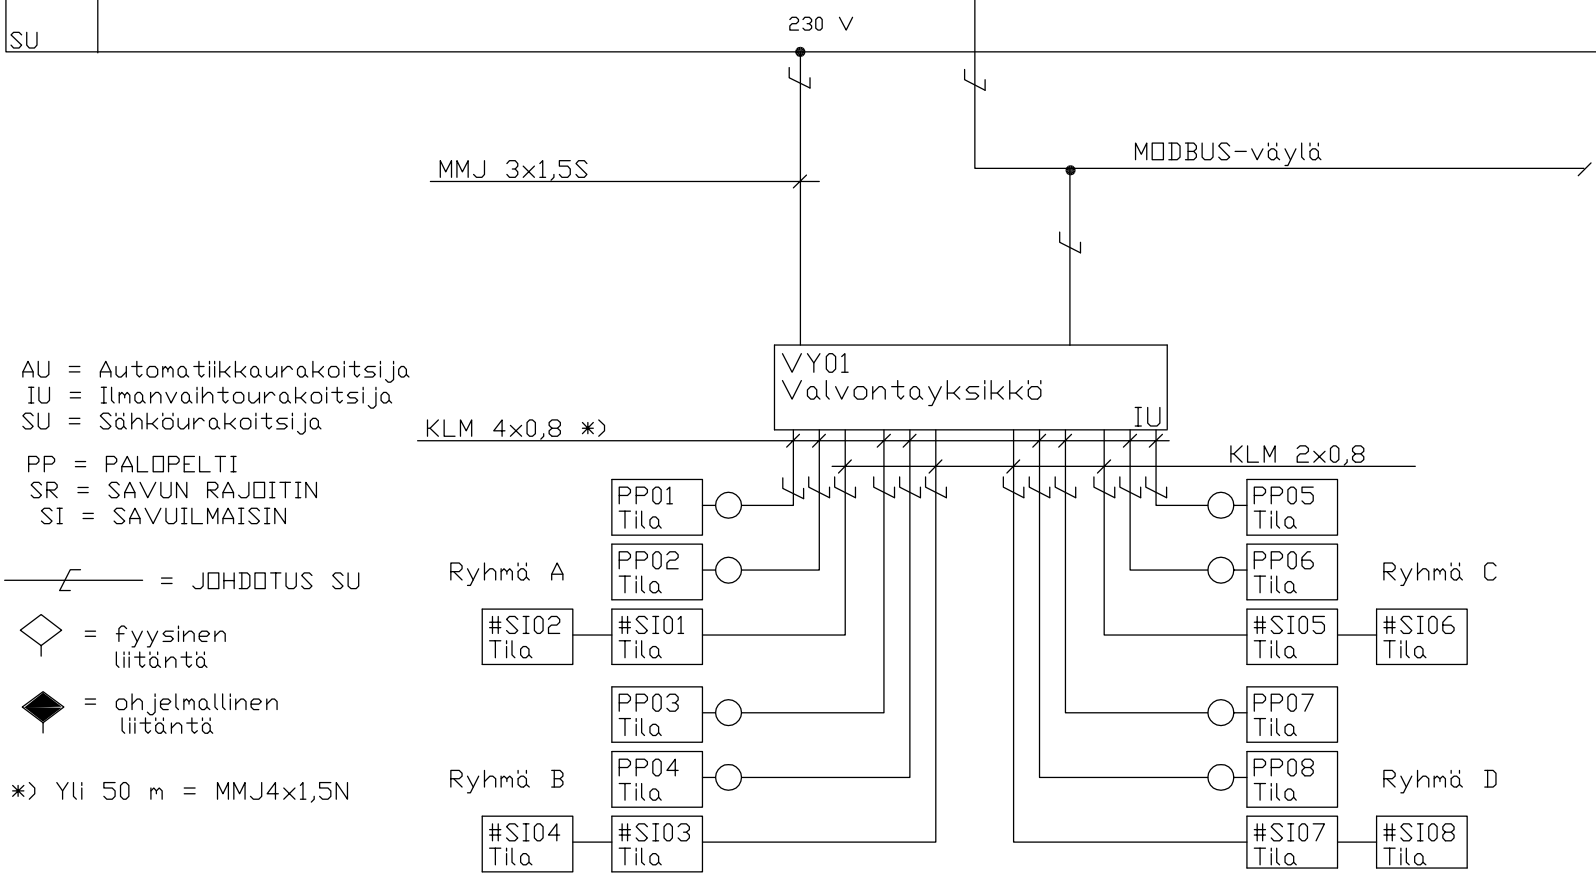 230 V
SU
MODBUS-väylä
MMJ 3x1,5S
VY01
Valvontayksikkö
IU
AU = Automatiikkaurakoitsija
IU = Ilmanvaihtourakoitsija
SU = Sähköurakoitsija
KLM 4x0,8 *)
KLM 2x0,8
PP = PALOPELTI
SR = SAVUN RAJOITIN
SI = SAVUILMAISIN
= JOHDOTUS SU
= fyysinen
liitäntä
= ohjelmallinen
liitäntä
*) Yli 50 m = MMJ4x1,5N
PP01
Tila
Ryhmä A
PP02
Tila
#SI02
Tila
#SI01
Tila
PP03
Tila
Ryhmä B
PP04
Tila
#SI04
Tila
#SI03
Tila
PP05
Tila
PP06
Tila
Ryhmä C
#SI05
Tila
#SI06
Tila
PP07
Tila
PP08
Tila
Ryhmä D
#SI07
Tila
#SI08
Tila